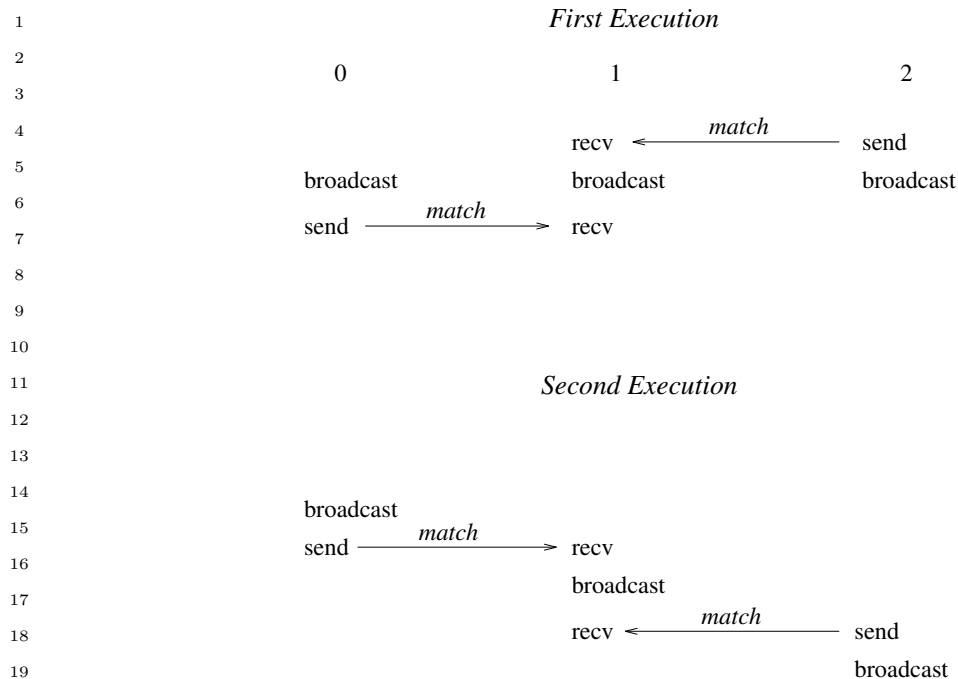 1 First Execution
2
0 1 2
3
4 match
recv send
5 broadcast broadcast broadcast
6 match
7 send recv
8
9
10
11 Second Execution
12
13
14
broadcast
15 match
send recv
16
broadcast
17
match
18 recv send
19 broadcast